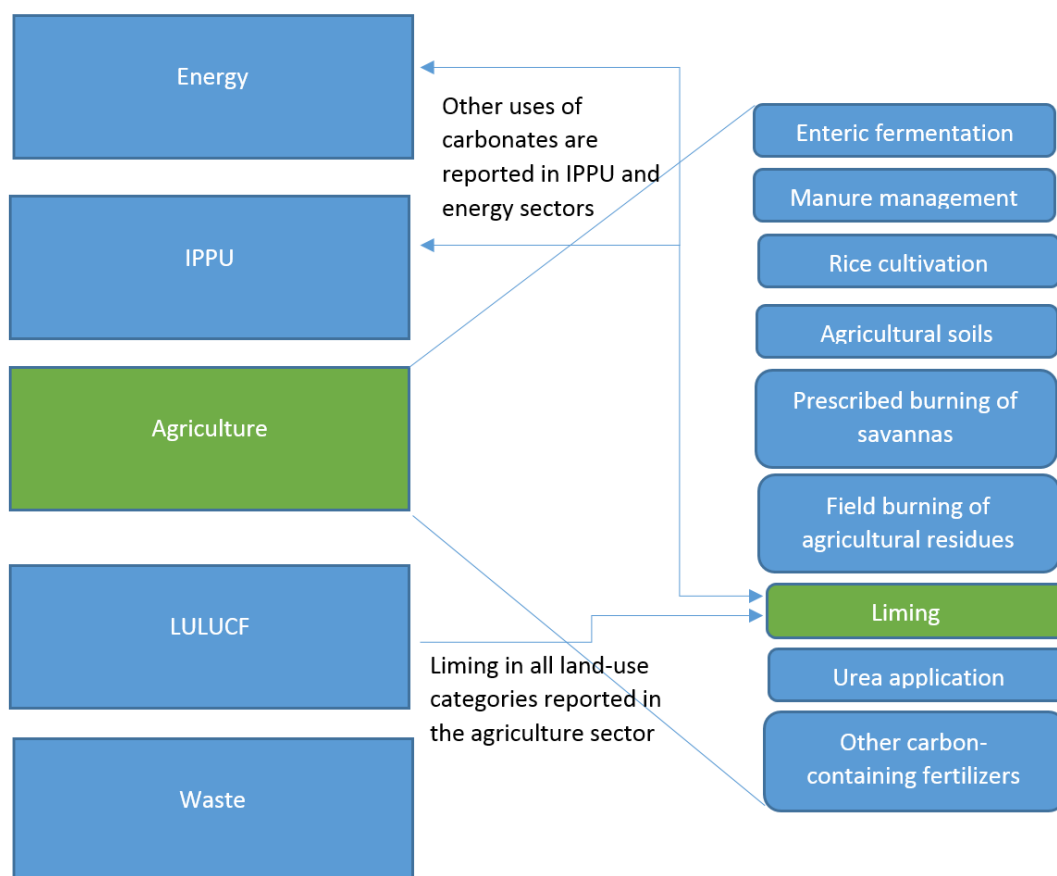 Energy
Other uses of
carbonates are
reported in IPPU and
energy sectors
IPPU
Agriculture
LULUCF
Liming in all land-use
categories reported in
the agriculture sector
Waste
Enteric fermentation
Manure management
Rice cultivation
Agricultural soils
Prescribed burning of
savannas
Field burning of
agricultural residues
Liming
Urea application
Other carbon-
containing fertilizers